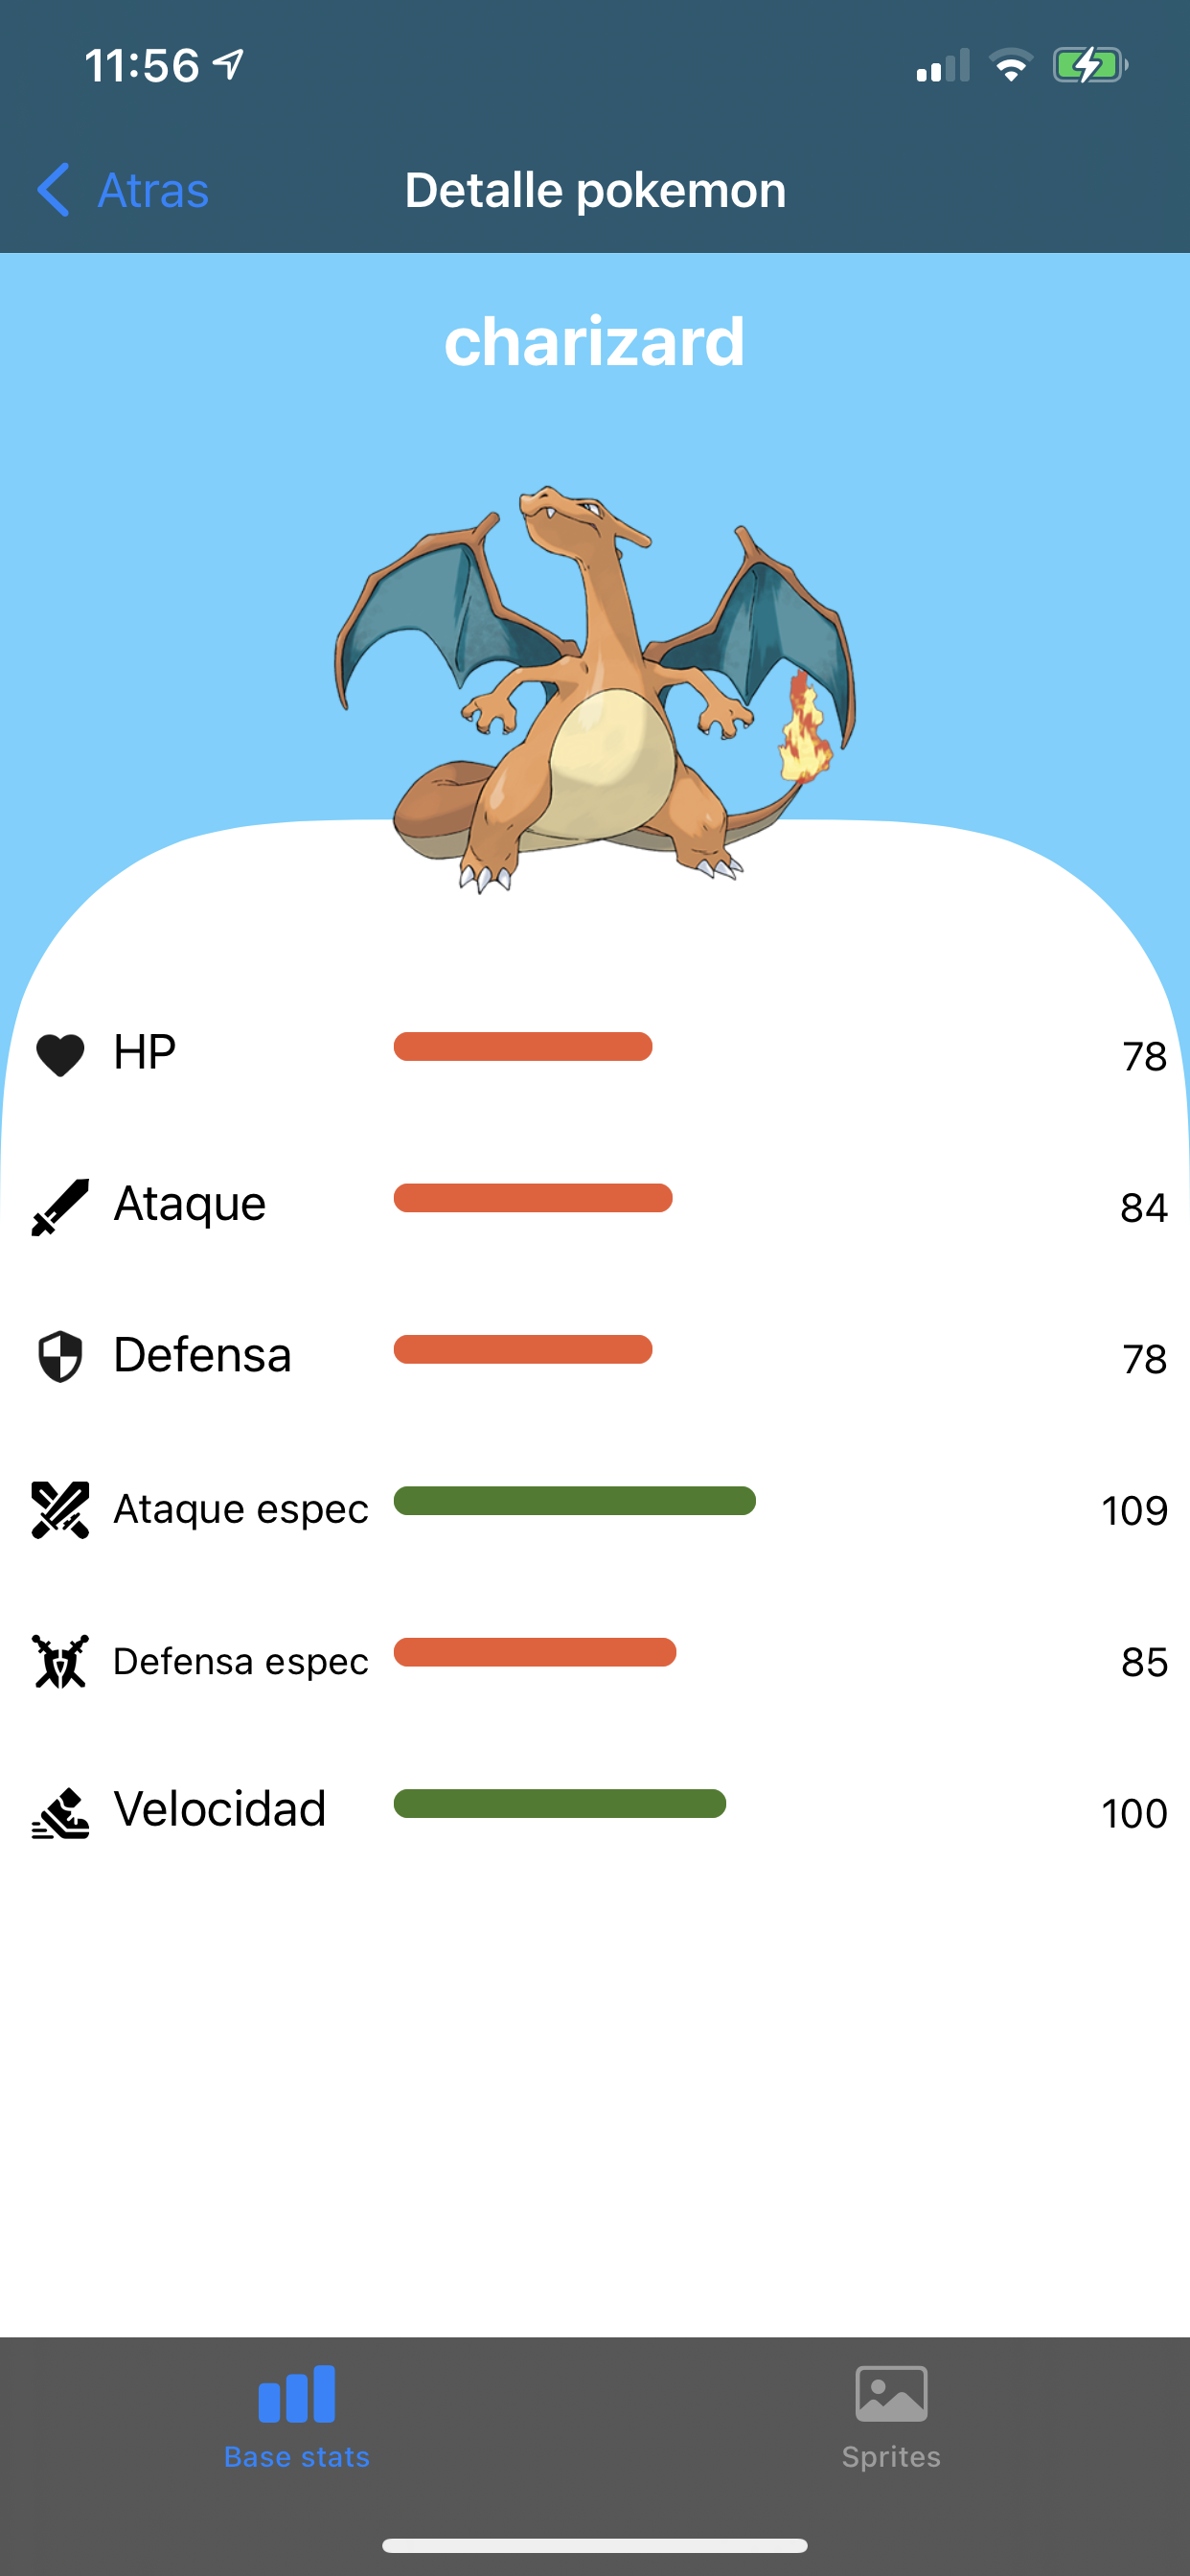 11:56
Atras
Detalle pokemon
charizard
HP 78
Ataque 84
Defensa 78
Ataque espec 109
Defensa espec 85
Velocidad 100
Base stats
Sprites